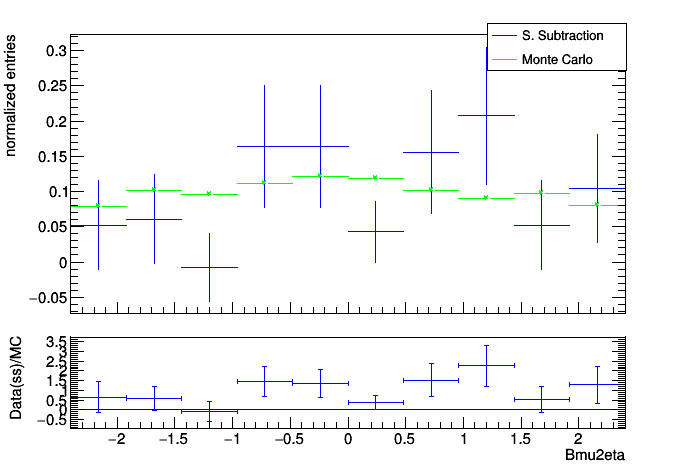 normalized entries
0.3
0.25
0.2
0.15
0.1
0.05
0
−0.05
S. Subtraction
Monte Carlo
Data(ss)/MC
3.5
3
2.5
2
1.5
1
0.5
0
−0.5
−2 −1.5 −1 −0.5 0 0.5 1 1.5 2
Bmu2eta